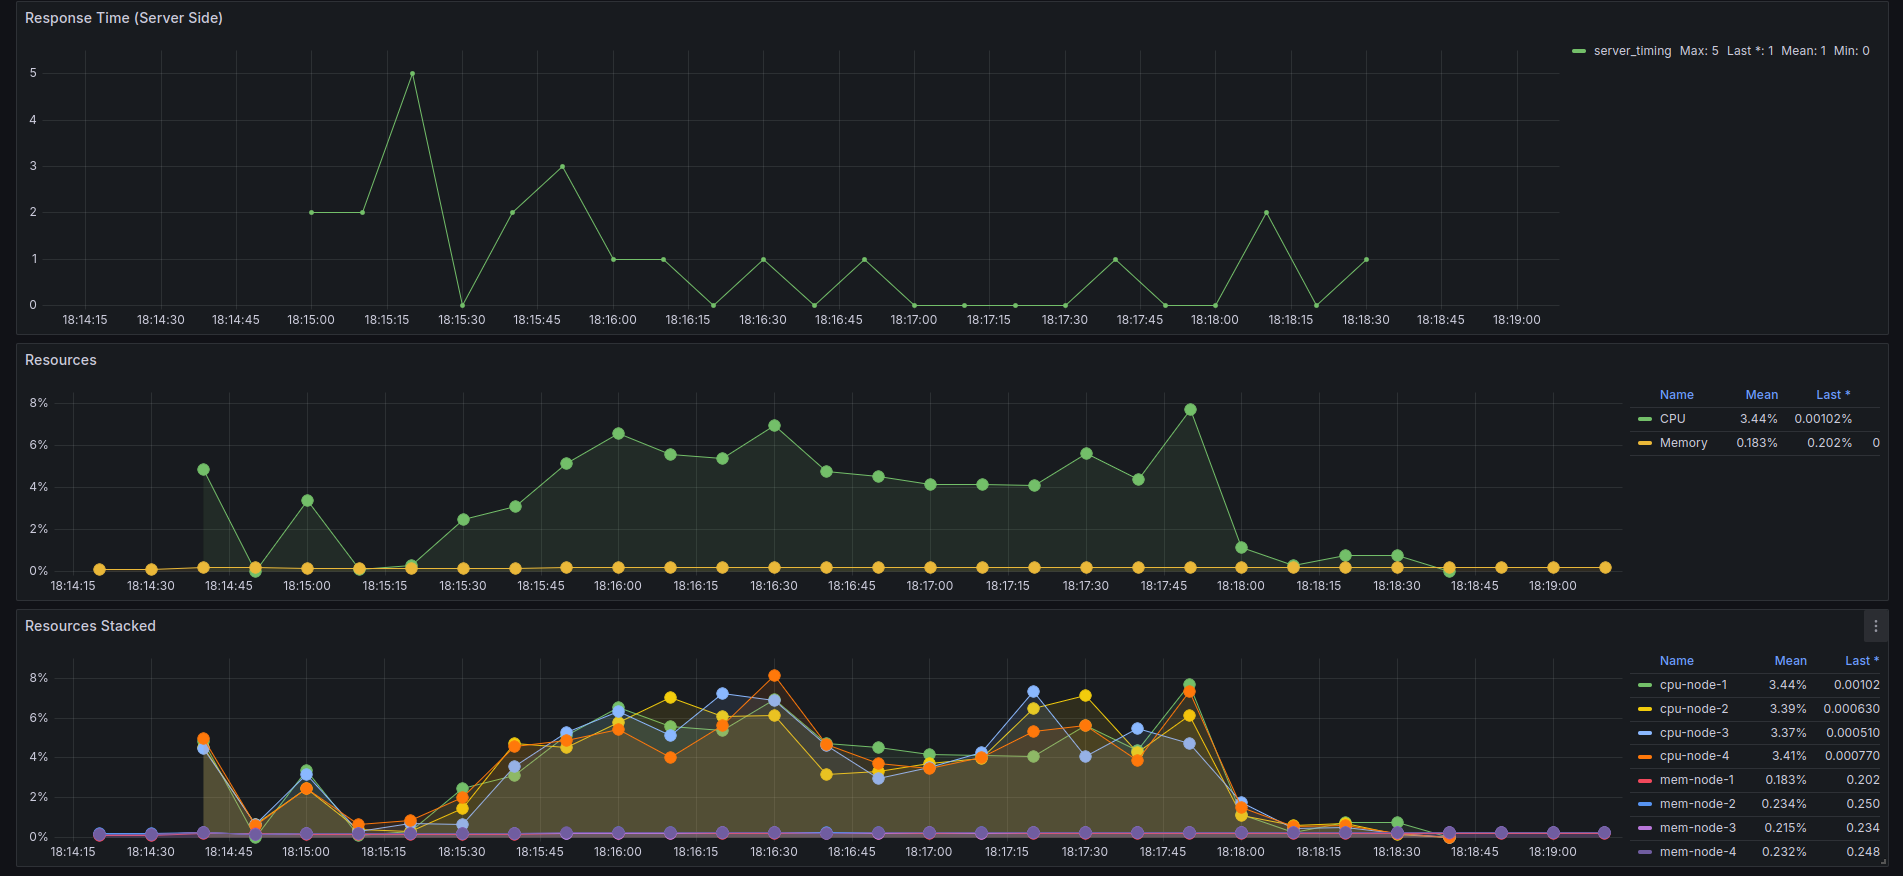 Response Time (Server Side)
server_timing Max: 5 Last *: 1 Mean: 1 Min: 0
5
4
3
2
1
0
18:14:15 18:14:30 18:14:45 18:15:00 18:15:15 18:15:30 18:15:45 18:16:00 18:16:15 18:16:30 18:16:45 18:17:00 18:17:15 18:17:30 18:17:45 18:18:00 18:18:15 18:18:30 18:18:45 18:19:00
Resources
8%
6%
4%
2%
0%
18:14:15 18:14:30 18:14:45 18:15:00 18:15:15 18:15:30 18:15:45 18:16:00 18:16:15 18:16:30 18:16:45 18:17:00 18:17:15 18:17:30 18:17:45 18:18:00 18:18:15 18:18:30 18:18:45 18:19:00
Name Mean Last *
CPU 3.44% 0.00102%
Memory 0.183% 0.202% 0
Resources Stacked
8%
6%
4%
2%
0%
18:14:15 18:14:30 18:14:45 18:15:00 18:15:15 18:15:30 18:15:45 18:16:00 18:16:15 18:16:30 18:16:45 18:17:00 18:17:15 18:17:30 18:17:45 18:18:00 18:18:15 18:18:30 18:18:45 18:19:00
Name Mean Last *
cpu-node-1 3.44% 0.00102
cpu-node-2 3.39% 0.000630
cpu-node-3 3.37% 0.000510
cpu-node-4 3.41% 0.000770
mem-node-1 0.183% 0.202
mem-node-2 0.234% 0.250
mem-node-3 0.215% 0.234
mem-node-4 0.232% 0.248